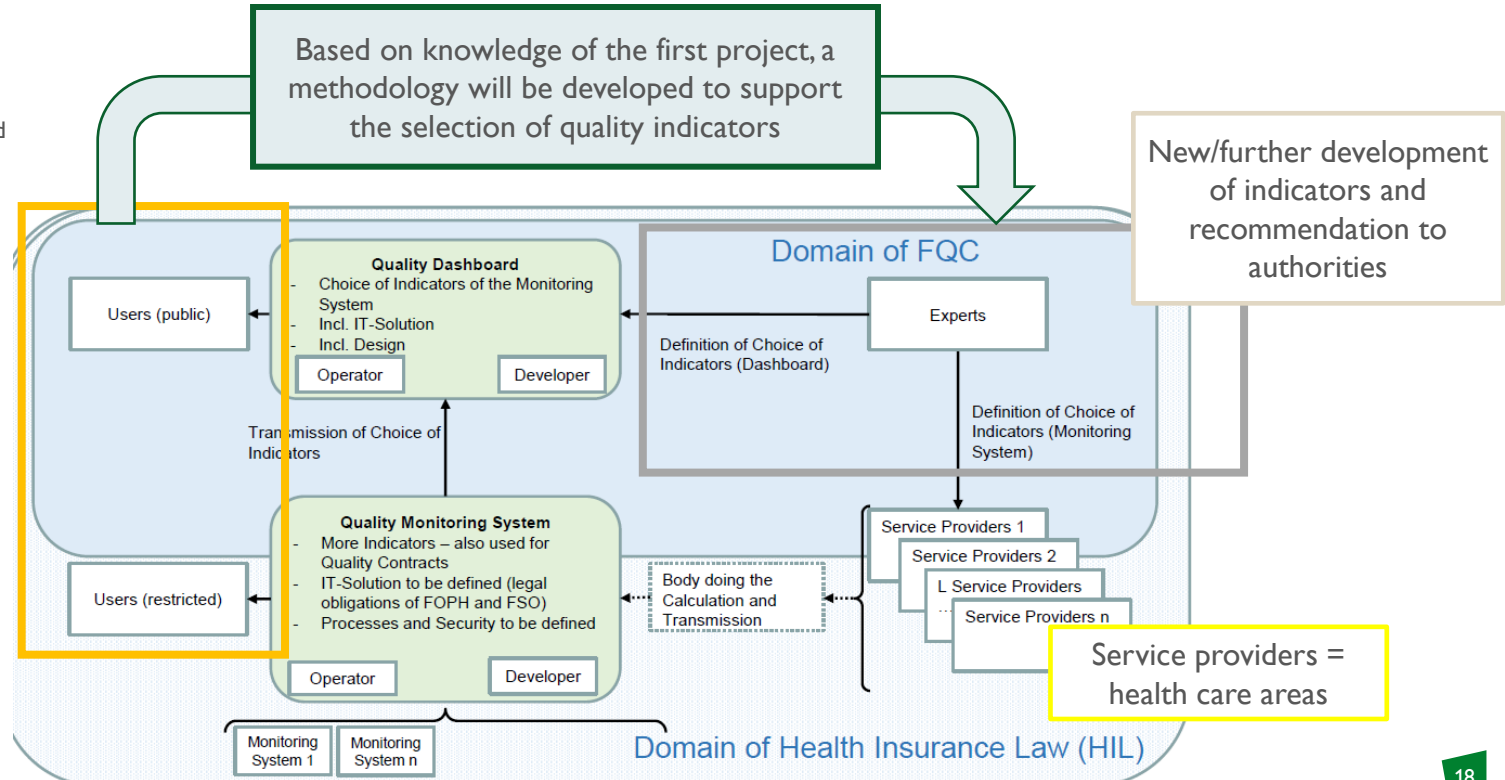 Based on knowledge of the first project, a
methodology will be developed to support
the selection of quality indicators
d
New/further development
of indicators and
recommendation to
authorities
Domain of FQC
Users (public)
Quality Dashboard
- Choice of Indicators of the Monitoring
System
- Incl. IT-Solution
- Incl. Design
Operator
Developer
Definition of Choice of
Indicators (Dashboard)
Experts
Definition of Choice of
Indicators (Monitoring
System)
Transmission of Choice of
Indicators
Quality Monitoring System
- More Indicators – also used for
Quality Contracts
- IT-Solution to be defined (legal
obligations of FOPH and FSO)
- Processes and Security to be defined
Operator
Developer
Users (restricted)
Body doing the
Calculation and
Transmission
Service Providers 1
Service Providers 2
L Service Providers
...
Service Providers n
Service providers =
health care areas
Monitoring
System 1
Monitoring
System n
Domain of Health Insurance Law (HIL)
18